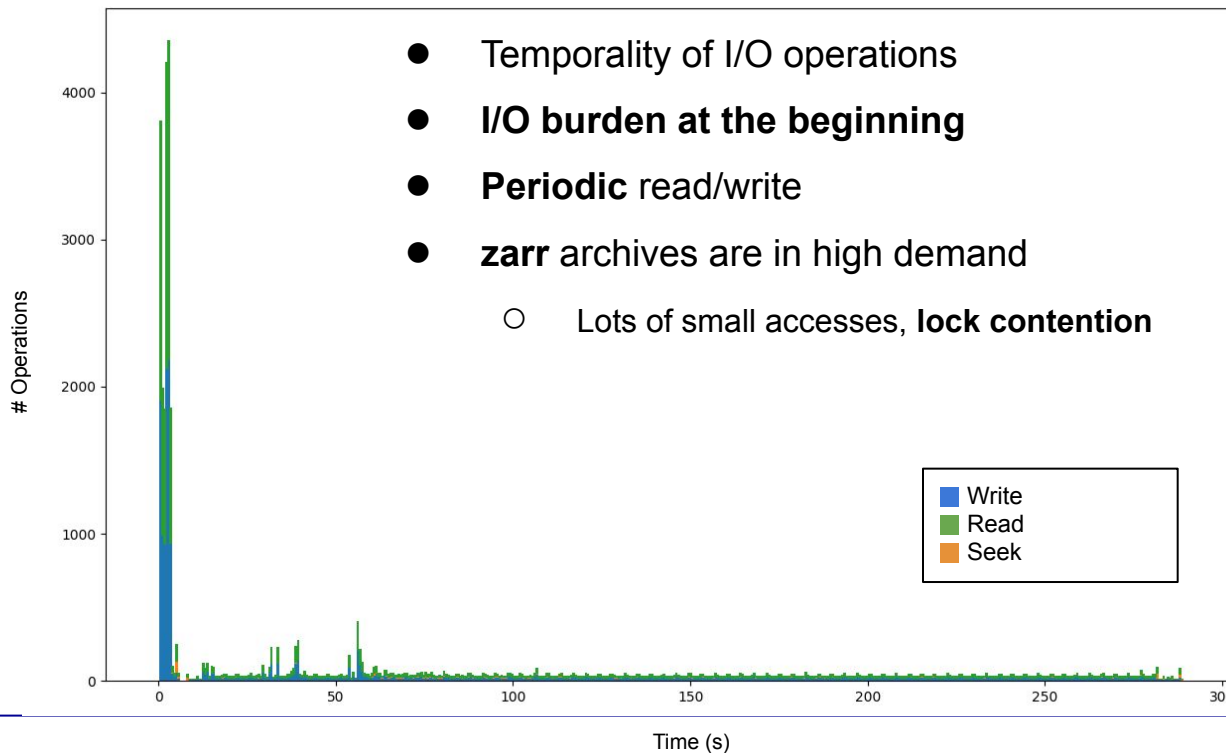 ● Temporality of I/O operations
● I/O burden at the beginning
● Periodic read/write
● zarr archives are in high demand
○ Lots of small accesses, lock contention
# Operations
4000
3000
2000
1000
0
Write
Read
Seek
0 50 100 150 200 250 300
Time (s)